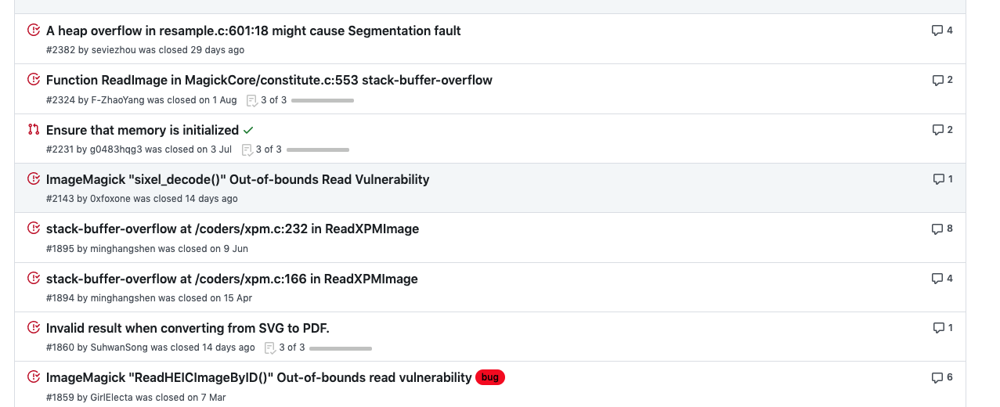 A heap overflow in resample.c:601:18 might cause Segmentation fault 4
#2382 by seviezhou was closed 29 days ago
Function ReadImage in MagickCore/constitute.c:553 stack-buffer-overflow 2
#2324 by F-ZhaoYang was closed on 1 Aug 3 of 3
Ensure that memory is initialized 2
#2231 by g0483hqg3 was closed on 3 Jul 3 of 3
ImageMagick "sixel_decode()" Out-of-bounds Read Vulnerability 1
#2143 by 0xfoxone was closed 14 days ago
stack-buffer-overflow at /coders/xpm.c:232 in ReadXPMImage 8
#1895 by minghangshen was closed on 9 Jun
stack-buffer-overflow at /coders/xpm.c:166 in ReadXPMImage 4
#1894 by minghangshen was closed on 15 Apr
Invalid result when converting from SVG to PDF. 1
#1860 by SuhwanSong was closed 14 days ago 3 of 3
ImageMagick "ReadHEICImageByID()" Out-of-bounds read vulnerability bug 6
#1859 by GirlElecta was closed on 7 Mar